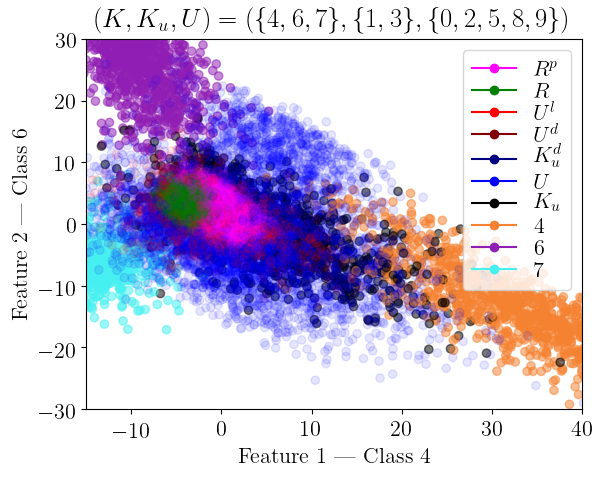 (K, K_u, U) = ({4, 6, 7}, {1, 3}, {0, 2, 5, 8, 9})
30
20
10
0
−10
−20
−30
Feature 2 — Class 6
R^p
R
U^l
U^d
K_u^d
U
K_u
4
6
7
−10
0
10
20
30
40
Feature 1 — Class 4